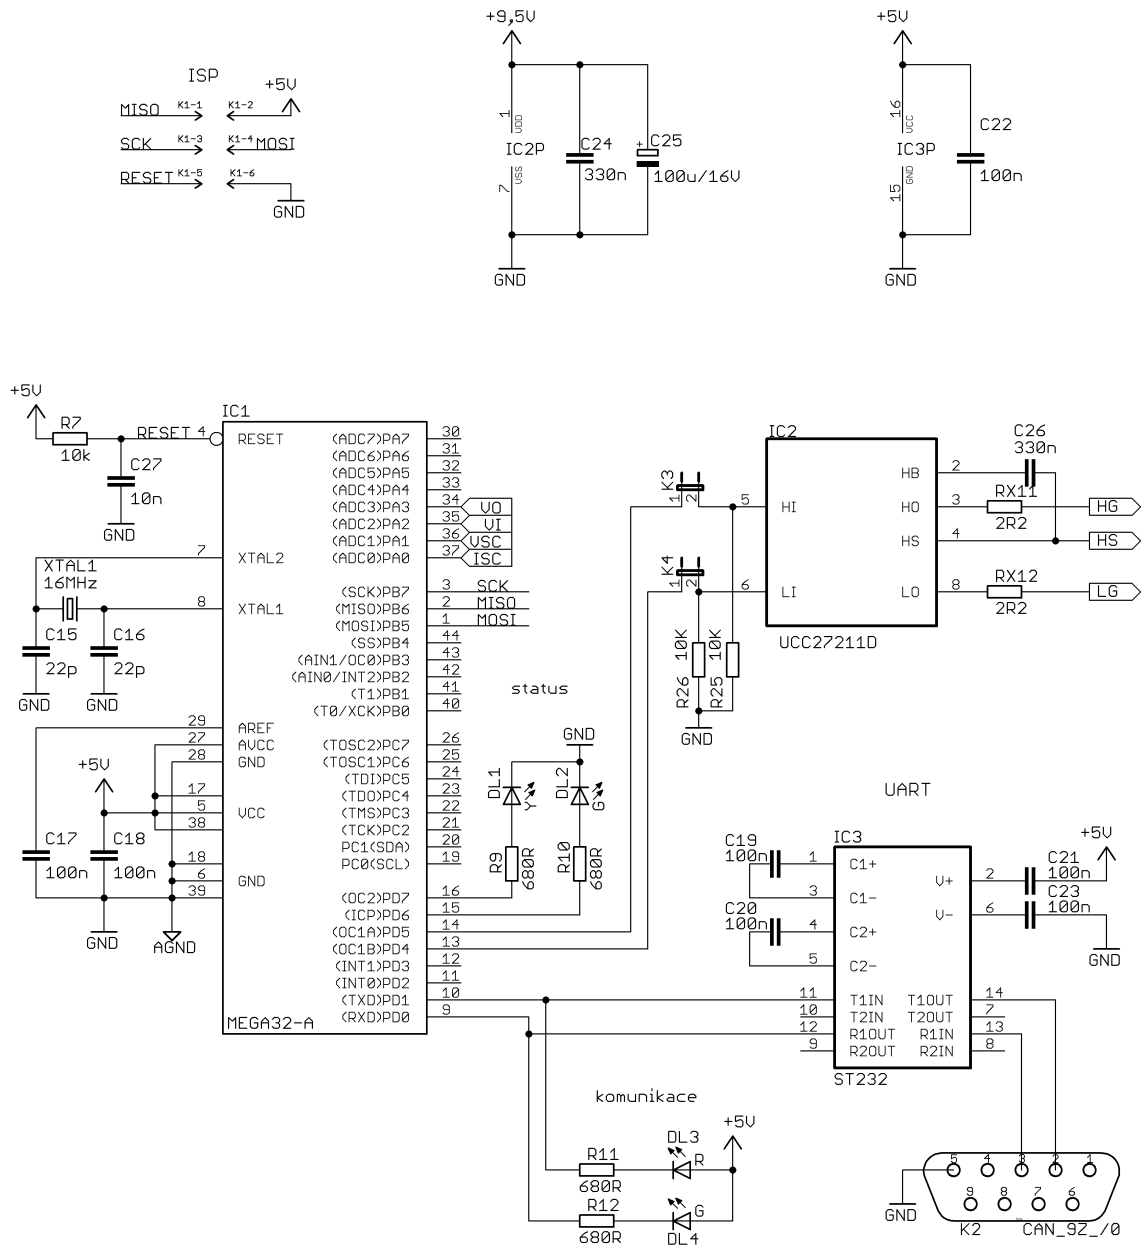 +9,5V
+5V
ISP
+5V
MISO K1-1 K1-2
SCK K1-3 K1-4 MOSI
RESET K1-5 K1-6
GND
1 VDD
IC2P
7 VSS
C24
330n
+ C25
100u/16V
GND
16 VCC
IC3P
15 GND
C22
100n
GND
+5V
R7
10k
RESET 4
C27
10n
GND
XTAL1
16MHz
C15
22p
C16
22p
GND
GND
+5V
C17
100n
C18
100n
GND
AGND
IC1
RESET
7 XTAL2
8 XTAL1
29 AREF
27 AVCC
28 GND
17
5 VCC
38
18
6 GND
39
MEGA32-A
(ADC7)PA7 30
(ADC6)PA6 31
(ADC5)PA5 32
(ADC4)PA4 33
(ADC3)PA3 34 VO
(ADC2)PA2 35 VI
(ADC1)PA1 36 VSC
(ADC0)PA0 37 ISC
(SCK)PB7 3 SCK
(MISO)PB6 2 MISO
(MOSI)PB5 1 MOSI
(SS)PB4 44
(AIN1/OC0)PB3 43
(AIN0/INT2)PB2 42
(T1)PB1 41
(T0/XCK)PB0 40
(TOSC2)PC7 26
(TOSC1)PC6 25
(TDI)PC5 24
(TDO)PC4 23
(TMS)PC3 22
(TCK)PC2 21
PC1(SDA) 20
PC0(SCL) 19
(OC2)PD7 16
(ICP)PD6 15
(OC1A)PD5 14
(OC1B)PD4 13
(INT1)PD3 12
(INT0)PD2 11
(TXD)PD1 10
(RXD)PD0 9
status
GND
DL1
Y
DL2
G
R9
680R
R10
680R
K3
1 2
K4
1 2
R26
10K
R25
10K
GND
IC2
5 HI
6 LI
HB 2
HO 3
HS 4
LO 8
UCC27211D
C26
330n
RX11
2R2
RX12
2R2
HG
HS
LG
UART
IC3
C19
100n
C20
100n
1 C1+
3 C1-
4 C2+
5 C2-
11 T1IN
10 T2IN
12 R1OUT
9 R2OUT
V+ 2
V- 6
T1OUT 14
T2OUT 7
R1IN 13
R2IN 8
ST232
+5V
C21
100n
C23
100n
GND
komunikace
+5V
R11
680R
DL3
R
R12
680R
G
DL4
5 4 3 2 1
9 8 7 6
GND
K2
CAN_9Z_/0